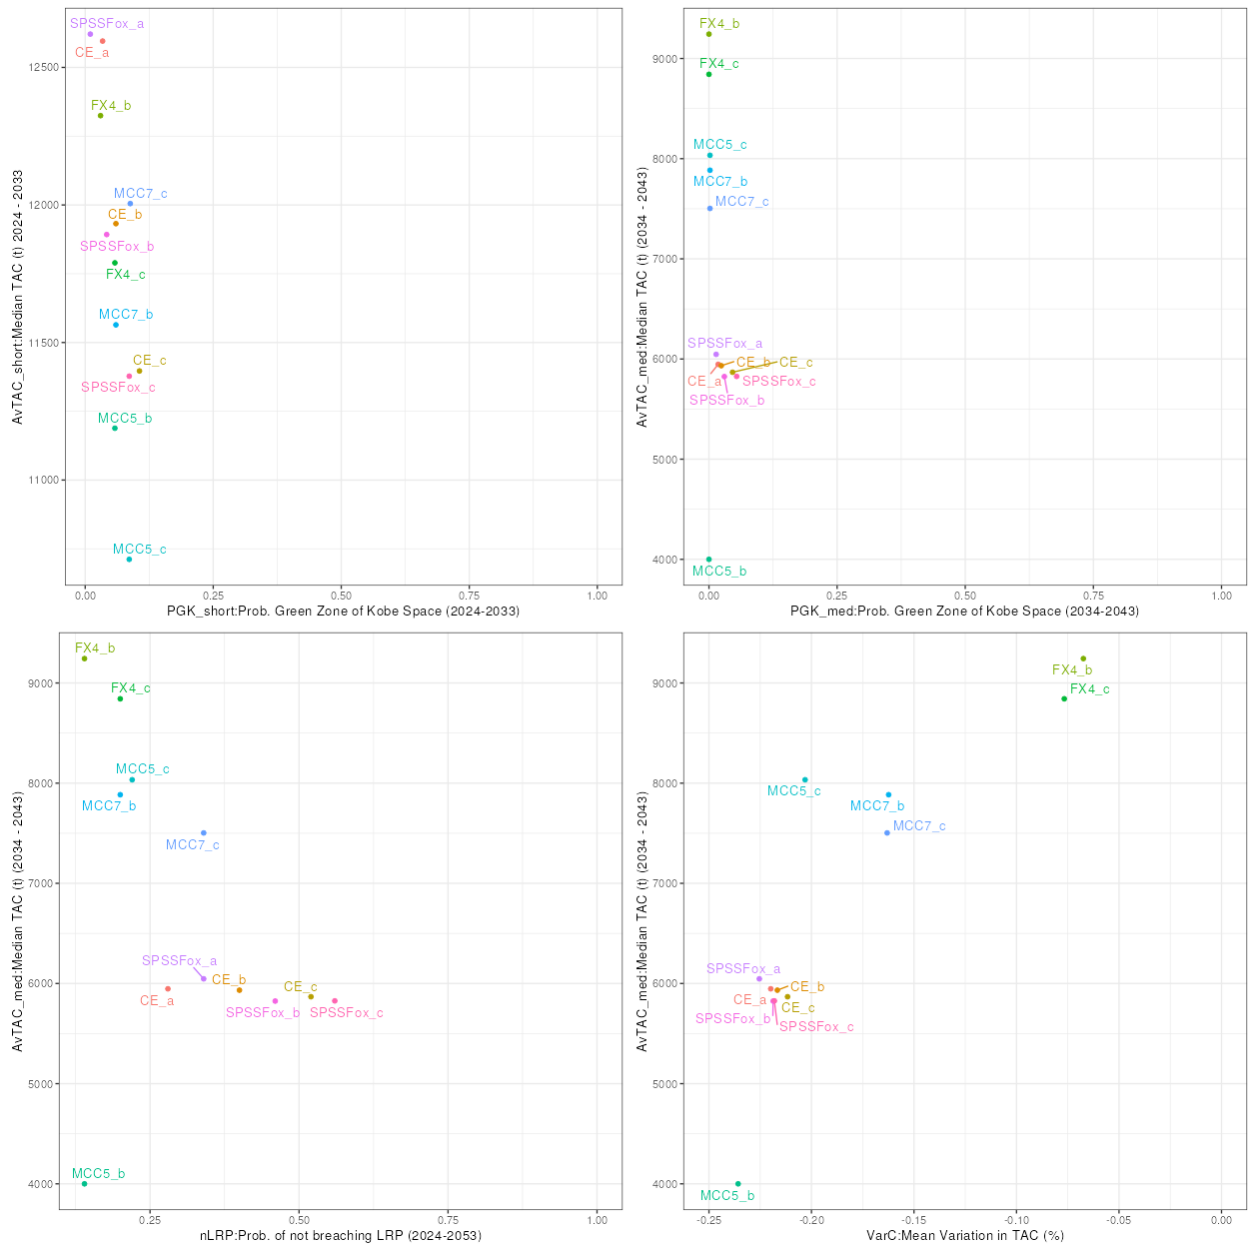 SPSSFox_a
CE_a
12500
FX4_b
MCC7_c
12000
CE_b
SPSSFox_b
FX4_c
MCC7_b
11500
CE_c
SPSSFox_c
MCC5_b
11000
MCC5_c
0.00 0.25 0.50 0.75 1.00
PGK_short:Prob. Green Zone of Kobe Space (2024-2033)
AvTAC_short:Median TAC (t) 2024 - 2033
FX4_b
9000
FX4_c
MCC5_c
8000
MCC7_b
MCC7_c
7000
SPSSFox_a
6000
CE_b CE_c
CE_a SPSSFox_c
SPSSFox_b
5000
4000
MCC5_b
0.00 0.25 0.50 0.75 1.00
PGK_med:Prob. Green Zone of Kobe Space (2034-2043)
AvTAC_med:Median TAC (t) (2034 - 2043)
FX4_b
9000
FX4_c
MCC5_c
8000
MCC7_b
MCC7_c
7000
SPSSFox_a
6000
CE_b
CE_c
CE_a
SPSSFox_b SPSSFox_c
5000
MCC5_b
4000
0.25 0.50 0.75 1.00
nLRP:Prob. of not breaching LRP (2024-2053)
AvTAC_med:Median TAC (t) (2034 - 2043)
FX4_b
9000
FX4_c
8000
MCC5_c
MCC7_b
MCC7_c
7000
SPSSFox_a
6000
CE_b
CE_a
CE_c
SPSSFox_b
SPSSFox_c
5000
4000
MCC5_b
-0.25 -0.20 -0.15 -0.10 -0.05 0.00
VarC:Mean Variation in TAC (%)
AvTAC_med:Median TAC (t) (2034 - 2043)